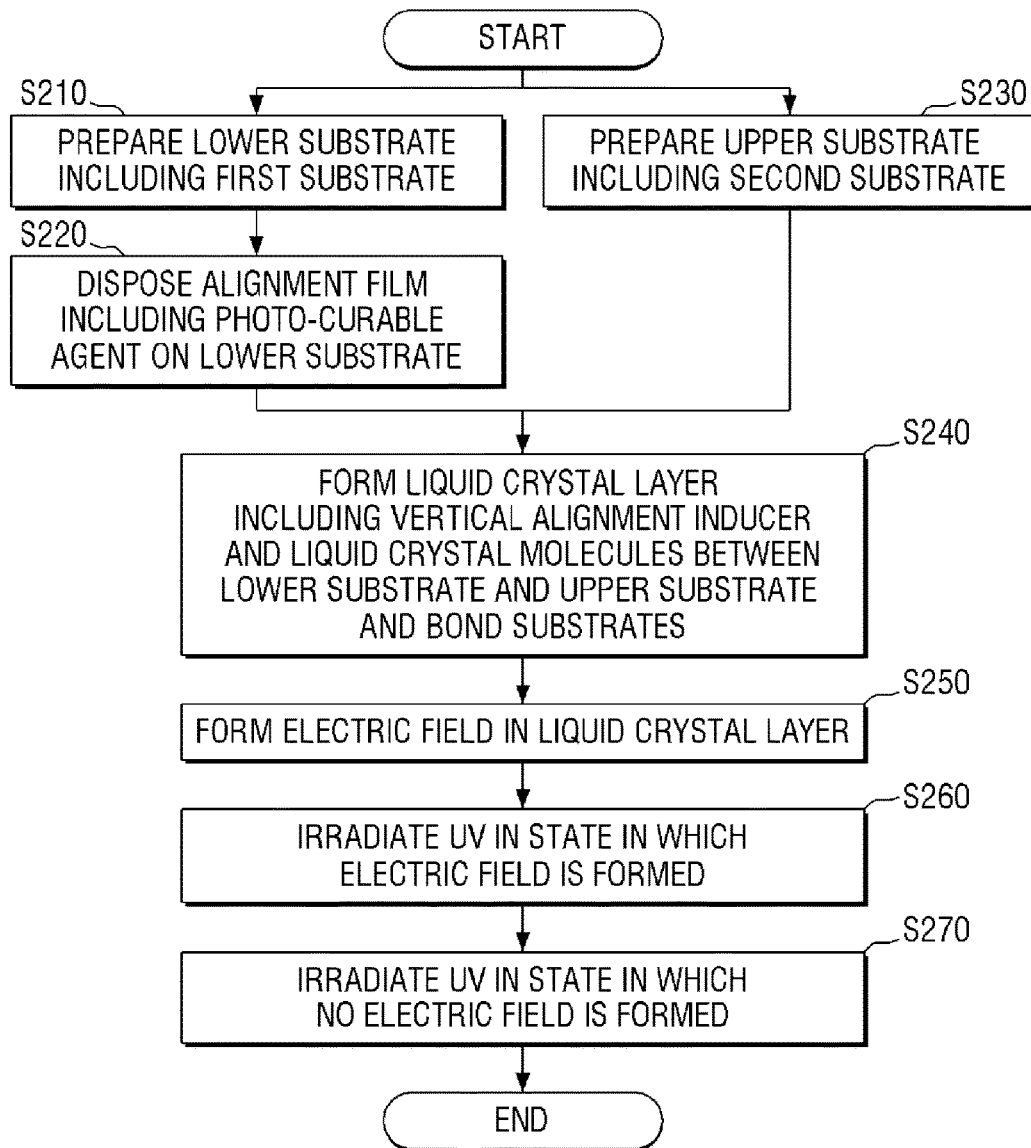 START
S210
PREPARE LOWER SUBSTRATE
INCLUDING FIRST SUBSTRATE
S230
PREPARE UPPER SUBSTRATE
INCLUDING SECOND SUBSTRATE
S220
DISPOSE ALIGNMENT FILM
INCLUDING PHOTO-CURABLE
AGENT ON LOWER SUBSTRATE
S240
FORM LIQUID CRYSTAL LAYER
INCLUDING VERTICAL ALIGNMENT INDUCER
AND LIQUID CRYSTAL MOLECULES BETWEEN
LOWER SUBSTRATE AND UPPER SUBSTRATE
AND BOND SUBSTRATES
S250
FORM ELECTRIC FIELD IN LIQUID CRYSTAL LAYER
S260
IRRADIATE UV IN STATE IN WHICH
ELECTRIC FIELD IS FORMED
S270
IRRADIATE UV IN STATE IN WHICH
NO ELECTRIC FIELD IS FORMED
END